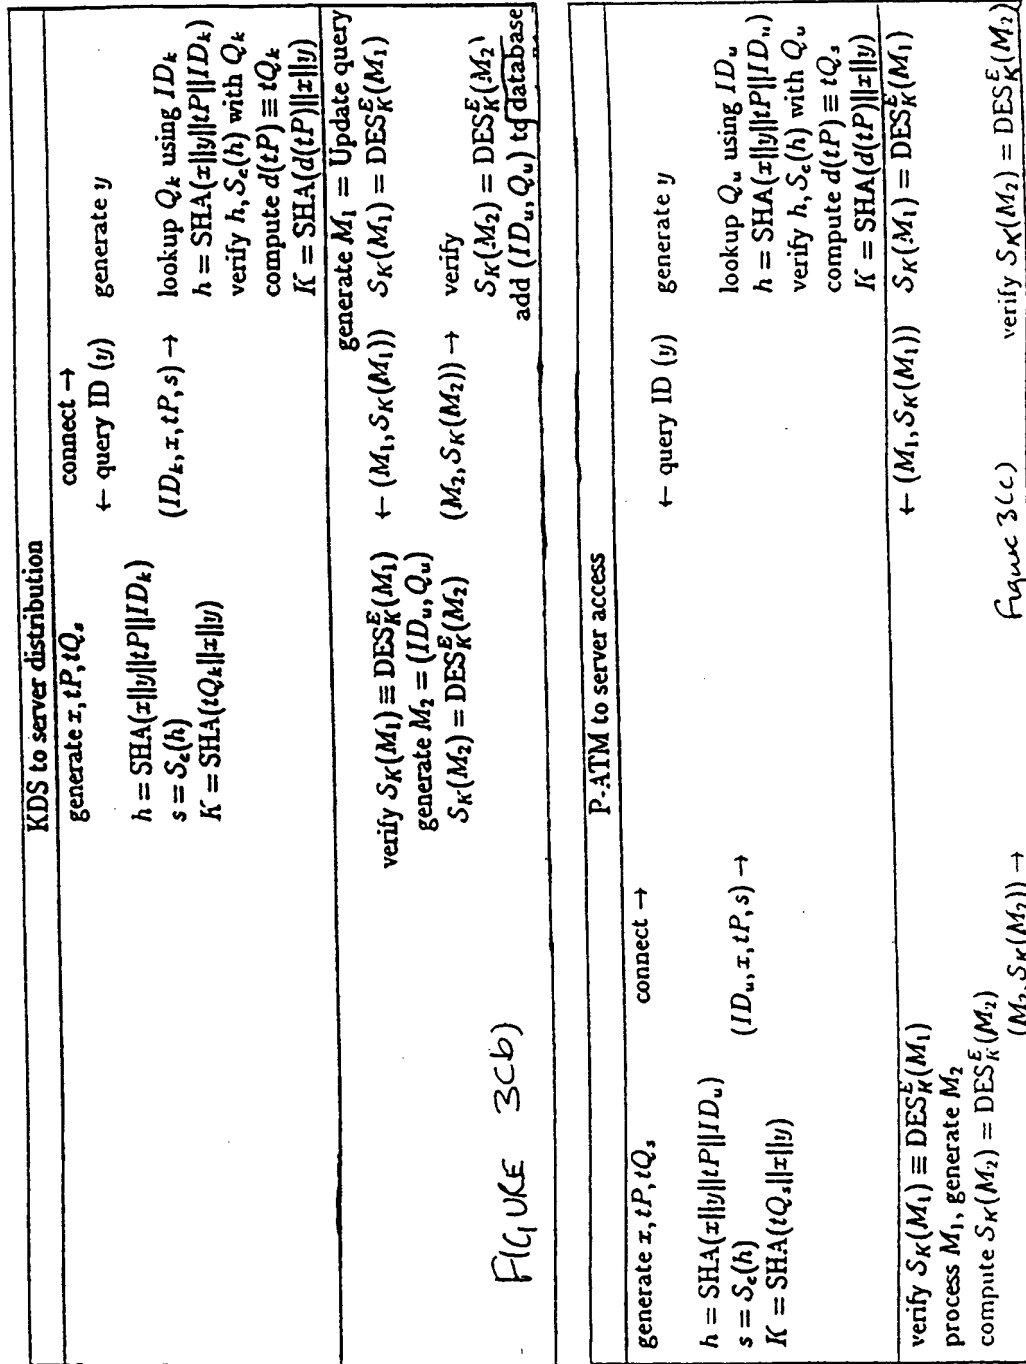 KDS to server distribution
connect →
generate x, tP, tQ_s
← query ID (y)
generate y
h = SHA(x||y||tP||ID_k)
s = S_e(h)
K = SHA(tQ_k||x||y)
(ID_k, x, tP, s) →
lookup Q_k using ID_k
h = SHA(x||y||tP||ID_k)
verify h, S_e(h) with Q_k
compute d(tP) ≡ tQ_k
K = SHA(d(tP)||x||y)
generate M_1 = Update query
verify S_K(M_1) ≡ DES^E_K(M_1)
← (M_1, S_K(M_1))
S_K(M_1) = DES^E_K(M_1)
generate M_2 = (ID_u, Q_u)
S_K(M_2) = DES^E_K(M_2)
(M_2, S_K(M_2)) →
verify
S_K(M_2) = DES^E_K(M_2)
add (ID_u, Q_u) to database
FIGURE 3(b)
P-ATM to server access
generate x, tP, tQ_s
connect →
← query ID (y)
generate y
h = SHA(x||y||tP||ID_u)
s = S_e(h)
K = SHA(tQ_s||x||y)
(ID_u, x, tP, s) →
lookup Q_u using ID_u
h = SHA(x||y||tP||ID_u)
verify h, S_e(h) with Q_u
compute d(tP) ≡ tQ_s
K = SHA(d(tP)||x||y)
verify S_K(M_1) ≡ DES^E_K(M_1)
← (M_1, S_K(M_1))
S_K(M_1) = DES^E_K(M_1)
process M_1, generate M_2
compute S_K(M_2) = DES^E_K(M_2)
(M_2, S_K(M_2)) →
verify S_K(M_2) = DES^E_K(M_2)
Figure 3(c)